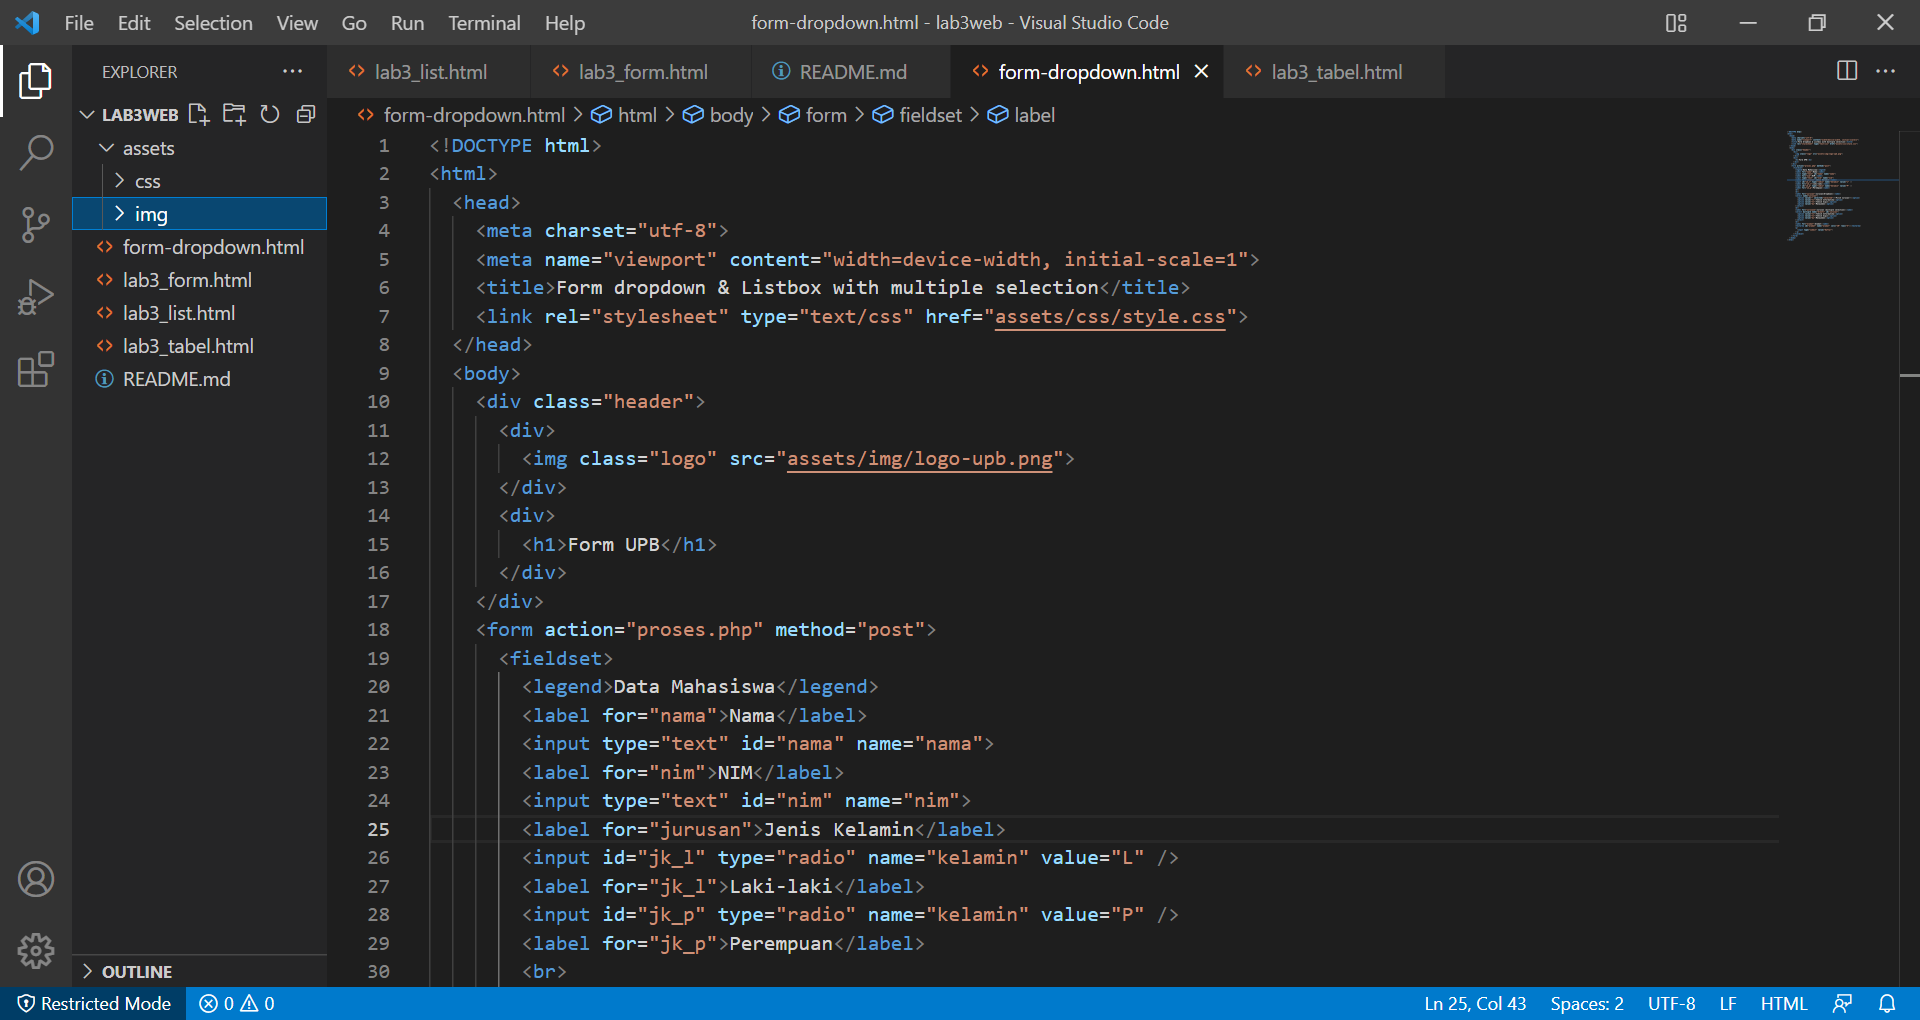 File Edit Selection View Go Run Terminal Help form-dropdown.html - lab3web - Visual Studio Code
EXPLORER
LAB3WEB
assets
css
img
form-dropdown.html
lab3_form.html
lab3_list.html
lab3_tabel.html
README.md
OUTLINE
lab3_list.html lab3_form.html README.md form-dropdown.html lab3_tabel.html
form-dropdown.html > html > body > form > fieldset > label
1 <!DOCTYPE html>
2 <html>
3 <head>
4 <meta charset="utf-8">
5 <meta name="viewport" content="width=device-width, initial-scale=1">
6 <title>Form dropdown & Listbox with multiple selection</title>
7 <link rel="stylesheet" type="text/css" href="assets/css/style.css">
8 </head>
9 <body>
10 <div class="header">
11 <div>
12 <img class="logo" src="assets/img/logo-upb.png">
13 </div>
14 <div>
15 <h1>Form UPB</h1>
16 </div>
17 </div>
18 <form action="proses.php" method="post">
19 <fieldset>
20 <legend>Data Mahasiswa</legend>
21 <label for="nama">Nama</label>
22 <input type="text" id="nama" name="nama">
23 <label for="nim">NIM</label>
24 <input type="text" id="nim" name="nim">
25 <label for="jurusan">Jenis Kelamin</label>
26 <input id="jk_l" type="radio" name="kelamin" value="L" />
27 <label for="jk_l">Laki-laki</label>
28 <input id="jk_p" type="radio" name="kelamin" value="P" />
29 <label for="jk_p">Perempuan</label>
30 <br>
Restricted Mode 0 0 Ln 25, Col 43 Spaces: 2 UTF-8 LF HTML